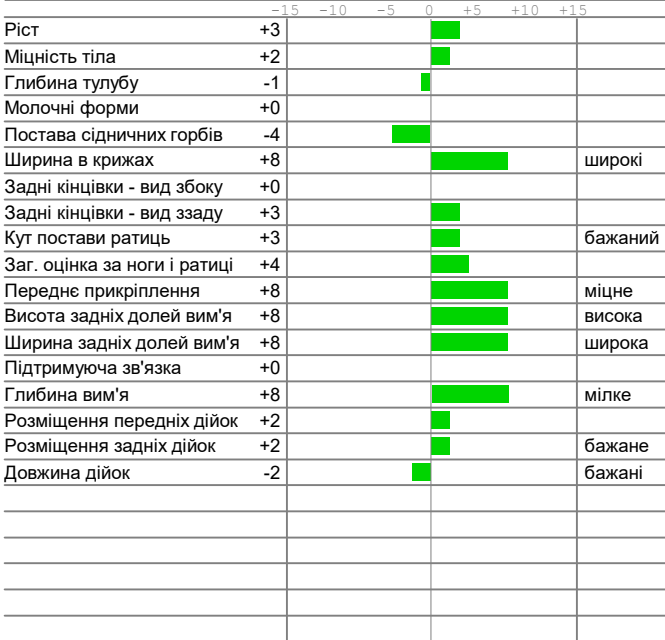 -15 -10 -5 0 +5 +10 +15
Ріст +3
Міцність тіла +2
Глибина тулубу -1
Молочні форми +0
Постава сідничних горбів -4
Ширина в крижах +8 широкі
Задні кінцівки - вид збоку +0
Задні кінцівки - вид ззаду +3
Кут постави ратиць +3 бажаний
Заг. оцінка за ноги і ратиці +4
Переднє прикріплення +8 міцне
Висота задніх долей вим'я +8 висока
Ширина задніх долей вим'я +8 широка
Підтримуюча зв'язка +0
Глибина вим'я +8 мілке
Розміщення передніх дійок +2
Розміщення задніх дійок +2 бажане
Довжина дійок -2 бажані